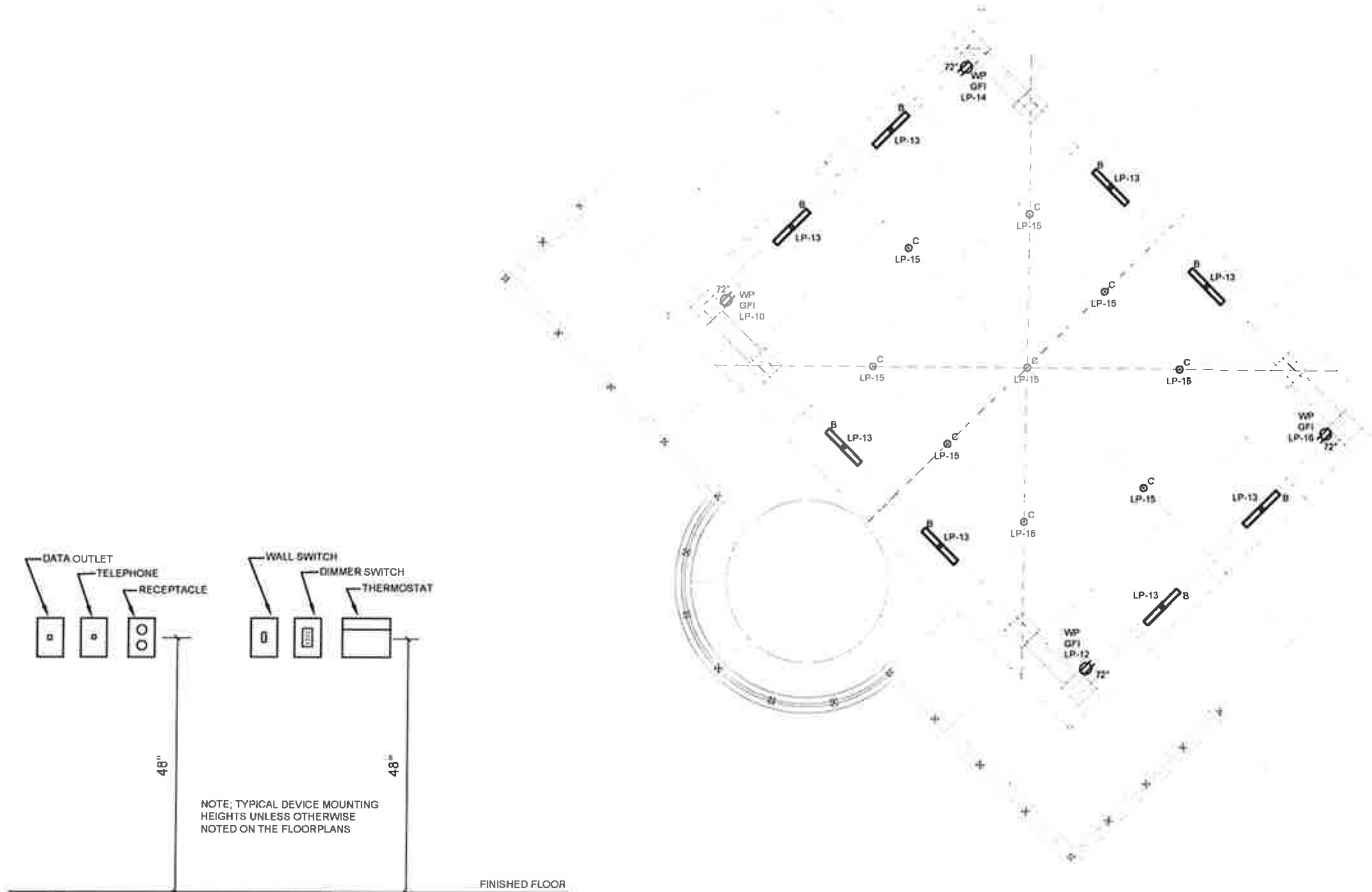 72"
WP
GFI
LP-14
B
LP-13
B
LP-13
B
LP-13
C
LP-15
C
LP-15
B
LP-13
72"
WP
GFI
LP-10
C
LP-15
C
LP-15
C
LP-15
C
LP-15
WP
GFI
LP-16
72"
B
LP-13
C
LP-15
C
LP-15
LP-13
B
C
LP-15
B
LP-13
LP-13
B
WP
GFI
LP-12
72"
DATA OUTLET
TELEPHONE
RECEPTACLE
WALL SWITCH
DIMMER SWITCH
THERMOSTAT
48"
48"
NOTE; TYPICAL DEVICE MOUNTING
HEIGHTS UNLESS OTHERWISE
NOTED ON THE FLOORPLANS
FINISHED FLOOR